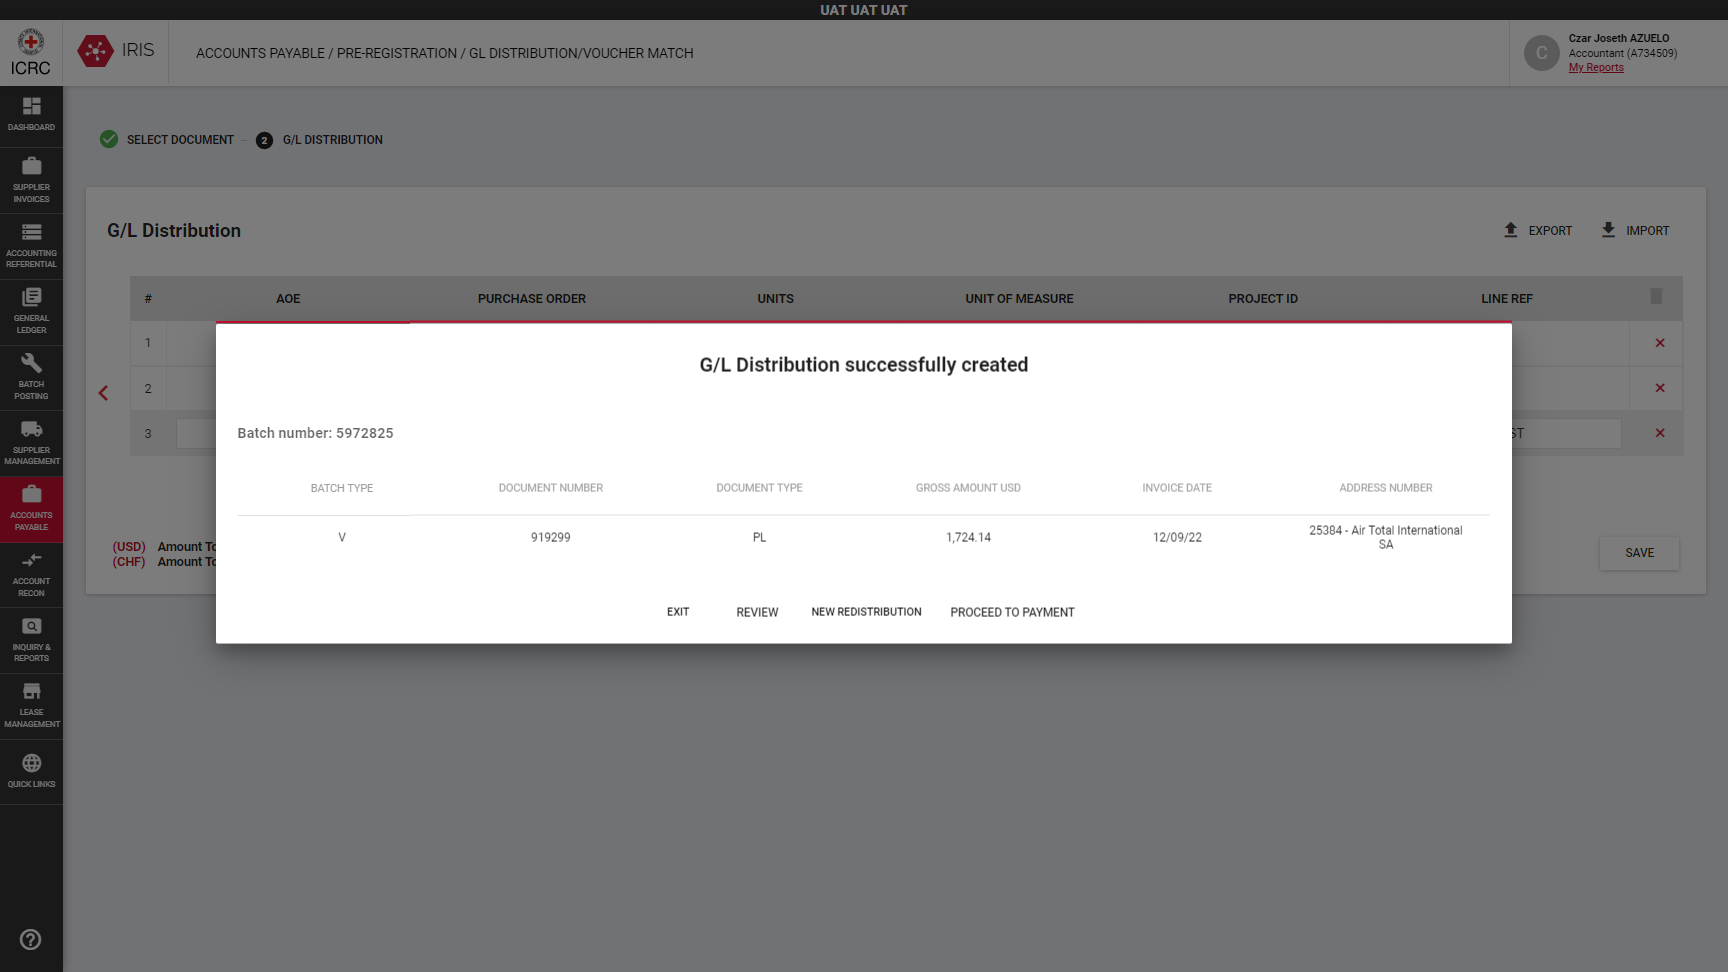 UAT UAT UAT
ICRC
IRIS
ACCOUNTS PAYABLE / PRE-REGISTRATION / GL DISTRIBUTION/VOUCHER MATCH
C
Czar Joseth AZUELO
Accountant (A734509)
My Reports
DASHBOARD
SUPPLIER
INVOICES
ACCOUNTING
REFERENTIAL
GENERAL
LEDGER
BATCH
POSTING
SUPPLIER
MANAGEMENT
ACCOUNTS
PAYABLE
ACCOUNT
RECON
INQUIRY &
REPORTS
LEASE
MANAGEMENT
QUICK LINKS
SELECT DOCUMENT
2 G/L DISTRIBUTION
G/L Distribution
EXPORT
IMPORT
# AOE PURCHASE ORDER UNITS UNIT OF MEASURE PROJECT ID LINE REF
1
2
3
ST
(USD) Amount To
(CHF) Amount To
SAVE
G/L Distribution successfully created
Batch number: 5972825
BATCH TYPE DOCUMENT NUMBER DOCUMENT TYPE GROSS AMOUNT USD INVOICE DATE ADDRESS NUMBER
V 919299 PL 1,724.14 12/09/22 25384 - Air Total International
SA
EXIT REVIEW NEW REDISTRIBUTION PROCEED TO PAYMENT